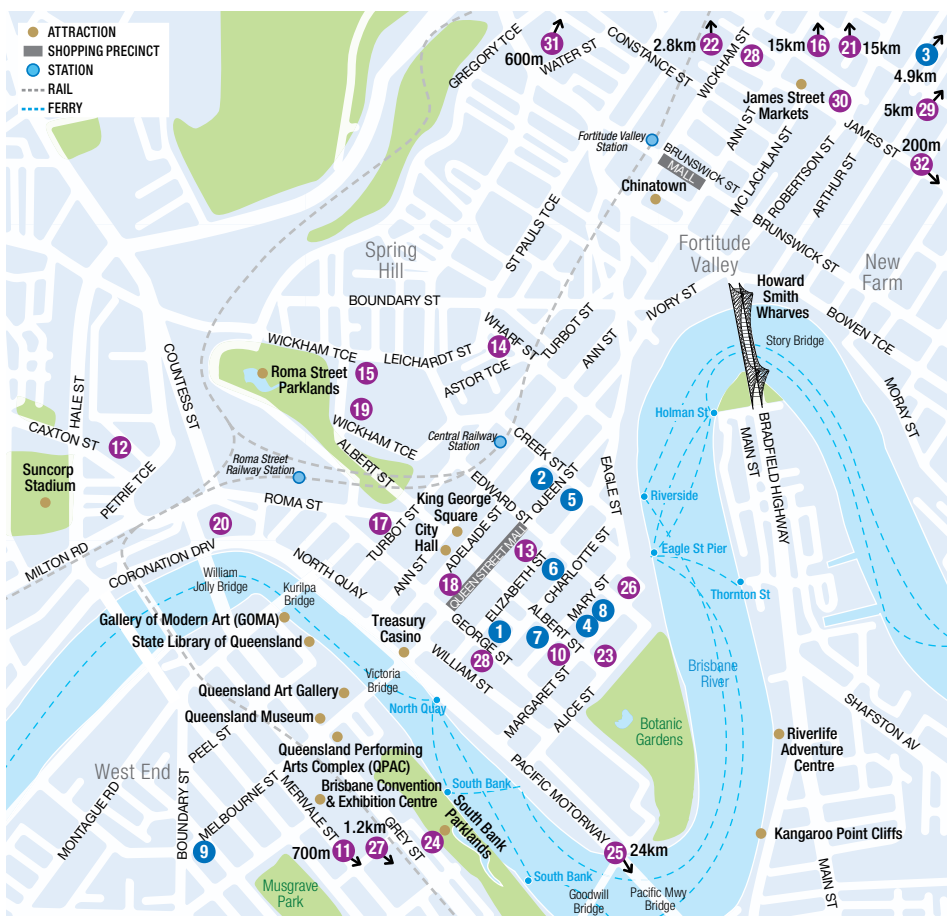 ATTRACTION
SHOPPING PRECINCT
STATION
RAIL
FERRY
GREGORY TCE
31
600m
WATER ST
CONSTANCE ST
2.8km
22
WICKHAM ST
28
15km
16
21
15km
3
4.9km
5km
29
James Street
Markets
30
JAMES ST
200m
32
ANN ST
MC LACHLAN ST
ROBERTSON ST
ARTHUR ST
Fortitude Valley
Station
BRUNSWICK ST
MALL
Chinatown
BRUNSWICK ST
ST PAULS TCE
Spring
Hill
Fortitude
Valley
New
Farm
BOUNDARY ST
IVORY ST
Howard
Smith
Wharves
BOWEN TCE
Story Bridge
WHARF ST
TURBOT ST
ANN ST
14
WICKHAM TCE
LEICHARDT ST
ASTOR TCE
COUNTESS ST
HALE ST
Roma Street
Parklands
15
19
WICKHAM TCE
ALBERT ST
MORAY ST
Holman St
MAIN ST
BRADFIELD HIGHWAY
CAXTON ST
12
Suncorp
Stadium
PETRIE TCE
Roma Street
Railway Station
Central Railway
Station
CREEK ST
2
QUEEN ST
5
EAGLE ST
Riverside
ROMA ST
King George
Square
City
Hall
EDWARD ST
ADELAIDE ST
20
17
TURBOT ST
MILTON RD
CORONATION DRV
NORTH QUAY
ANN ST
18
QUEEN STREET MALL
13
ELIZABETH ST
6
CHARLOTTE ST
Eagle St Pier
Thornton St
William
Jolly Bridge
Kurilpa
Bridge
Gallery of Modern Art (GOMA)
State Library of Queensland
Treasury
Casino
GEORGE ST
1
ALBERT ST
7
MARY ST
8
4
26
28
10
23
WILLIAM ST
MARGARET ST
ALICE ST
Victoria
Bridge
North Quay
Brisbane
River
Botanic
Gardens
Queensland Art Gallery
Queensland Museum
SHAFSTON AV
Riverlife
Adventure
Centre
PEEL ST
Queensland Performing
Arts Complex (QPAC)
PACIFIC MOTORWAY
West End
Brisbane Convention
& Exhibition Centre
South Bank
South Bank
Parklands
MONTAGUE RD
BOUNDARY ST
9
MELBOURNE ST
MERIVALE ST
GREY ST
1.2km
700m
11
27
24
25
24km
Kangaroo Point Cliffs
MAIN ST
South Bank
Musgrave
Park
Goodwill
Bridge
Pacific Mwy
Bridge